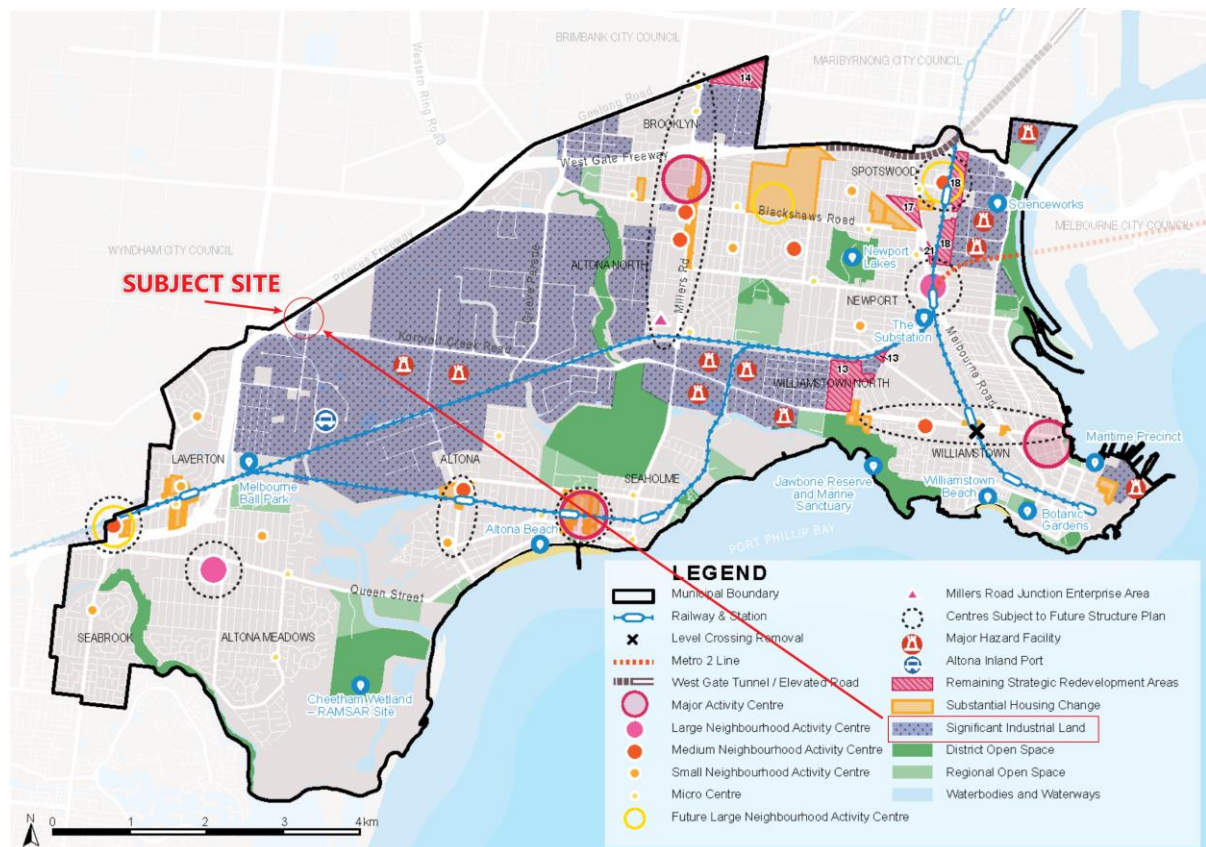 BRIMBANK CITY COUNCIL
MARIBYRNONG CITY COUNCIL
14
Western Ring Road
Geelong Road
BROOKLYN
West Gate Freeway
SPOTSWOOD
18
Scienceworks
17
Blackshaws Road
MELBOURNE CITY COUNCIL
WYNDHAM CITY COUNCIL
Princes Freeway
Newport
Lakes
21
18
SUBJECT SITE
ALTONA NORTH
Millers Rd
NEWPORT
Grieve Parade
The
Substation
Kororoit Creek Road
Melbourne Road
13
13
WILLIAMSTOWN NORTH
LAVERTON
Melbourne
Ball Park
ALTONA
SEAHOLME
WILLIAMSTOWN
Maritime Precinct
Jawbone Reserve
and Marine
Sanctuary
Williamstown
Beach
Botanic
Gardens
Altona Beach
PORT PHILLIP BAY
Queen Street
SEABROOK
ALTONA MEADOWS
Cheetham Wetland
– RAMSAR Site
LEGEND
Municipal Boundary
Railway & Station
Level Crossing Removal
Metro 2 Line
West Gate Tunnel / Elevated Road
Major Activity Centre
Large Neighbourhood Activity Centre
Medium Neighbourhood Activity Centre
Small Neighbourhood Activity Centre
Micro Centre
Future Large Neighbourhood Activity Centre
Millers Road Junction Enterprise Area
Centres Subject to Future Structure Plan
Major Hazard Facility
Altona Inland Port
Remaining Strategic Redevelopment Areas
Substantial Housing Change
Significant Industrial Land
District Open Space
Regional Open Space
Waterbodies and Waterways
N
0 1 2 3 4km